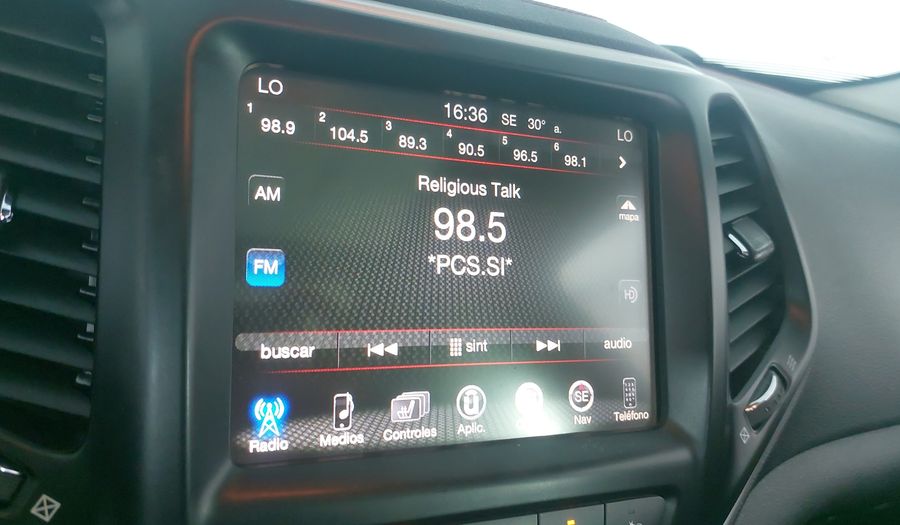 LO
16:36 SE 30° a. LO
1 98.9 2 104.5 3 89.3 4 90.5 5 96.5 6 98.1
AM
Religious Talk
mapa
98.5
FM
*PCS.SI*
HD
buscar sint audio
SE
Radio Medios Controles Aplic. Nav Teléfono